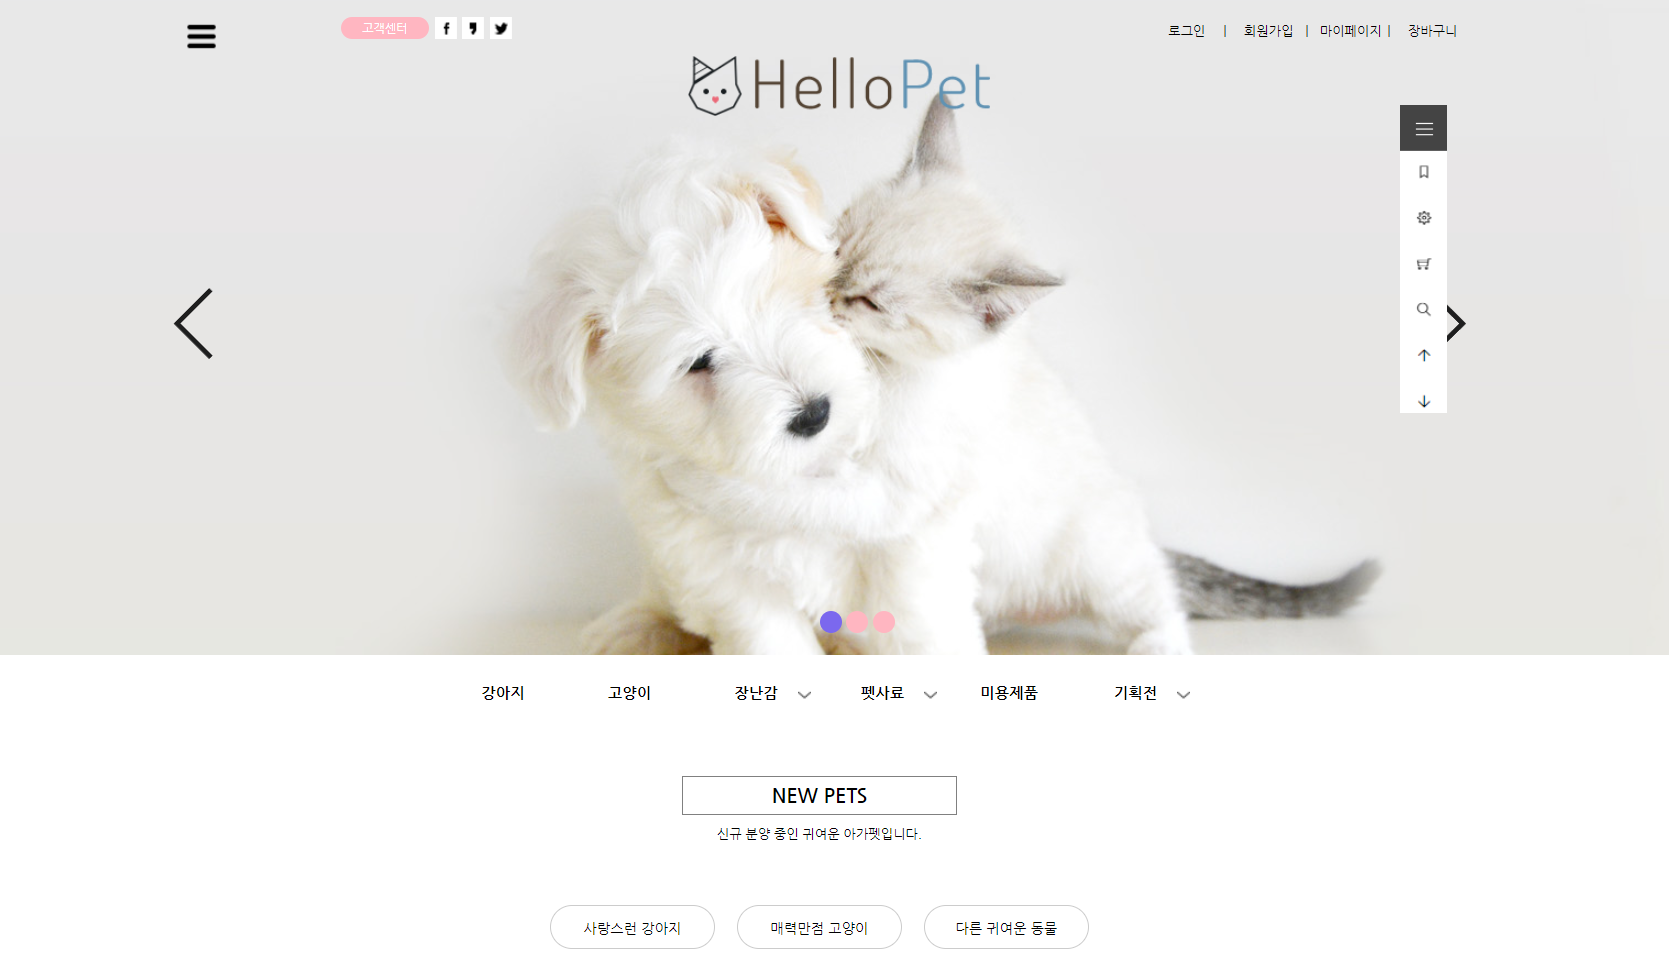 고객센터
로그인 | 회원가입 | 마이페이지 | 장바구니
HelloPet
강아지 고양이 장난감 펫사료 미용제품 기획전
NEW PETS
신규 분양 중인 귀여운 아가펫입니다.
사랑스런 강아지 매력만점 고양이 다른 귀여운 동물